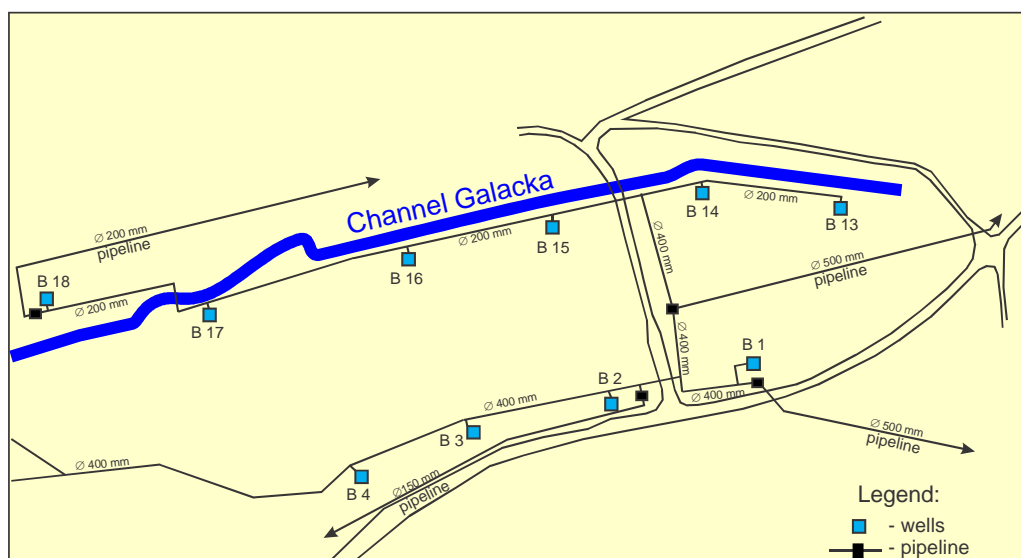 Channel Galacka
∅ 200 mm
pipeline
B 18
∅ 200 mm
B 17
B 16
∅ 200 mm
B 15
B 14
∅ 200 mm
B 13
∅ 400 mm
∅ 500 mm
pipeline
∅ 400 mm
B 1
∅ 400 mm
B 2
∅ 400 mm
B 3
B 4
∅ 400 mm
∅150 mm
pipeline
∅ 500 mm
pipeline
Legend:
- wells
- pipeline